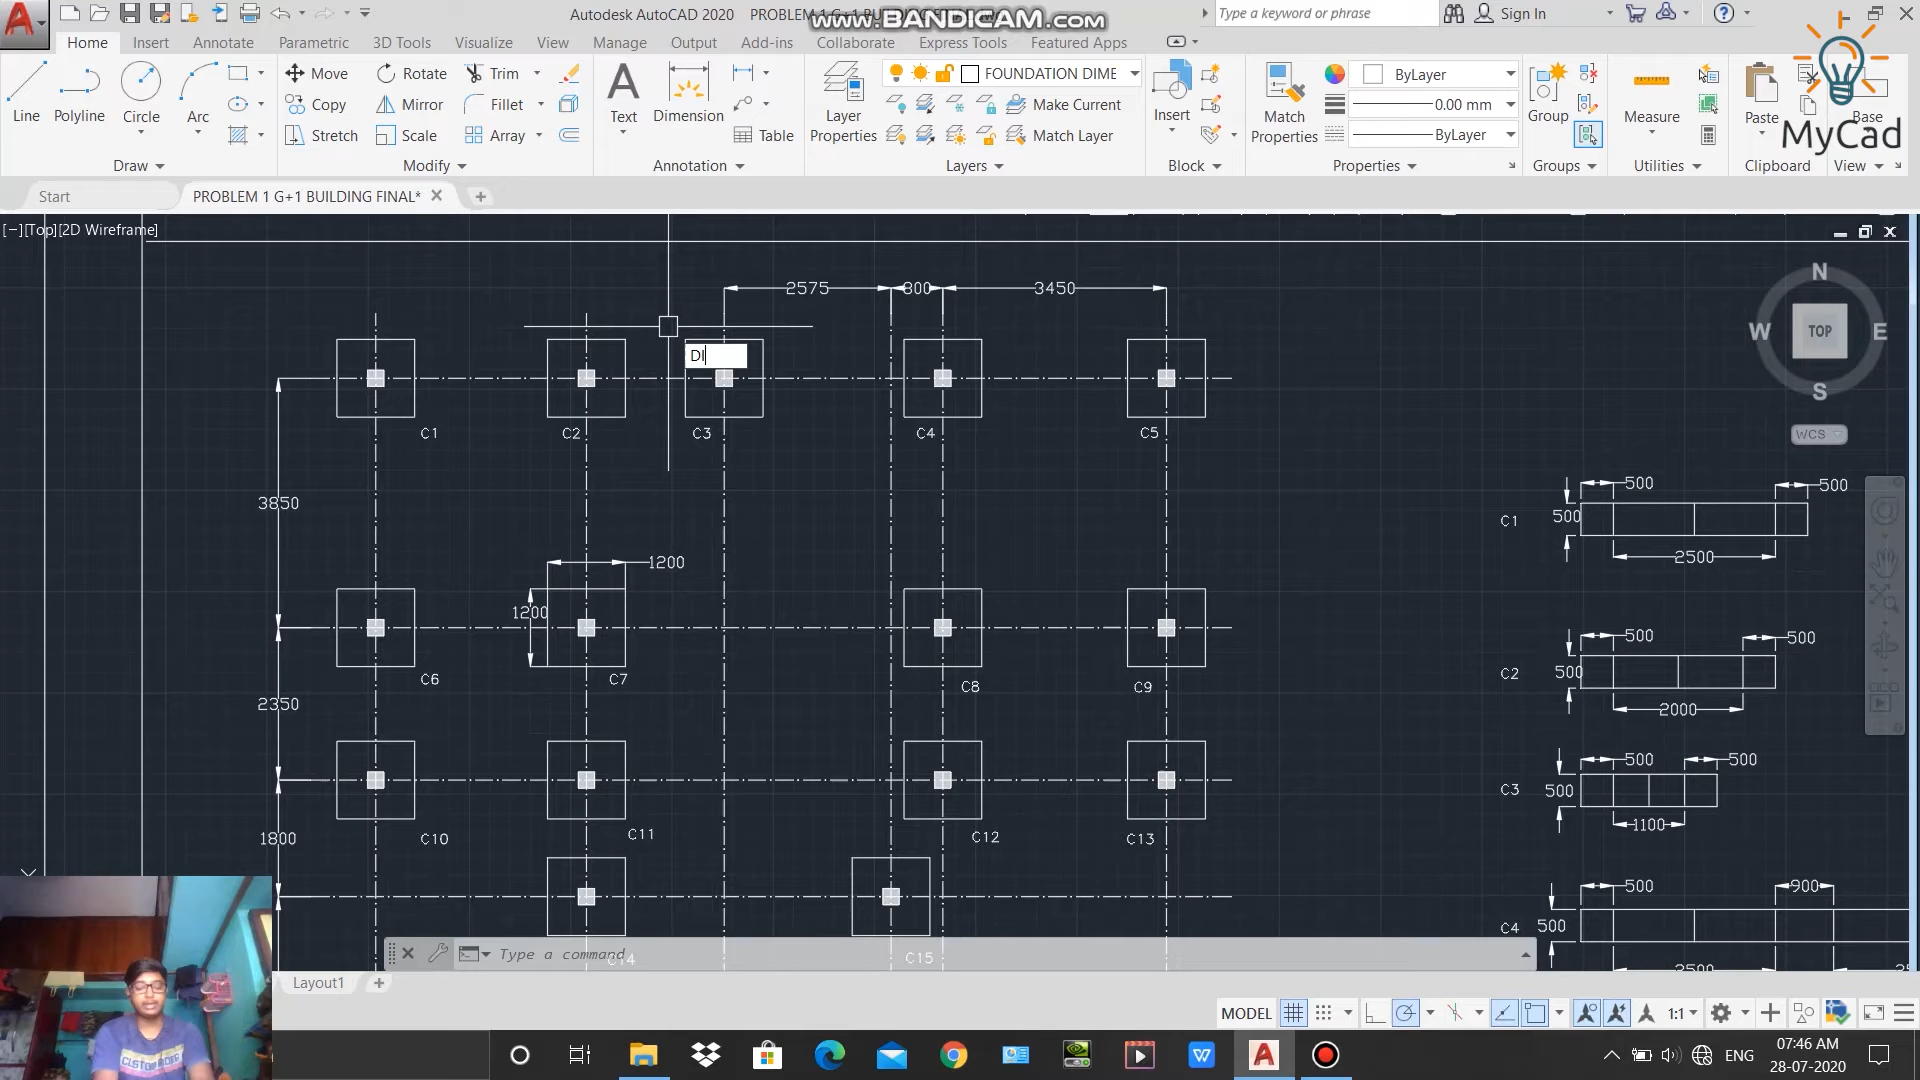 Autodesk AutoCAD 2020 PROBLEM 1 G+1 BU
www.BANDICAM.com
Type a keyword or phrase
Sign In
Home Insert Annotate Parametric 3D Tools Visualize View Manage Output Add-ins Collaborate Express Tools Featured Apps
Line
Polyline
Circle
Arc
Move
Rotate
Trim
Copy
Mirror
Fillet
Stretch
Scale
Array
Text
Dimension
Table
Layer
Properties
FOUNDATION DIME
Make Current
Match Layer
Insert
Match
Properties
ByLayer
0.00 mm
ByLayer
Group
Measure
Paste
Base
MyCad
Draw Modify Annotation Layers Block Properties Groups Utilities Clipboard View
Start
PROBLEM 1 G+1 BUILDING FINAL*
[−][Top][2D Wireframe]
N
W TOP E
S
WCS
2575 800 3450
DI
C1 C2 C3 C4 C5
3850
1200
1200
C6 C7 C8 C9
2350
C10 C11 C12 C13
1800
C14 C15
500 500
C1 500
2500
500 500
C2 500
2000
500 500
C3 500
1100
500 900
C4 500
2500
Type a command
Layout1
MODEL
1:1
ENG
07:46 AM
28-07-2020